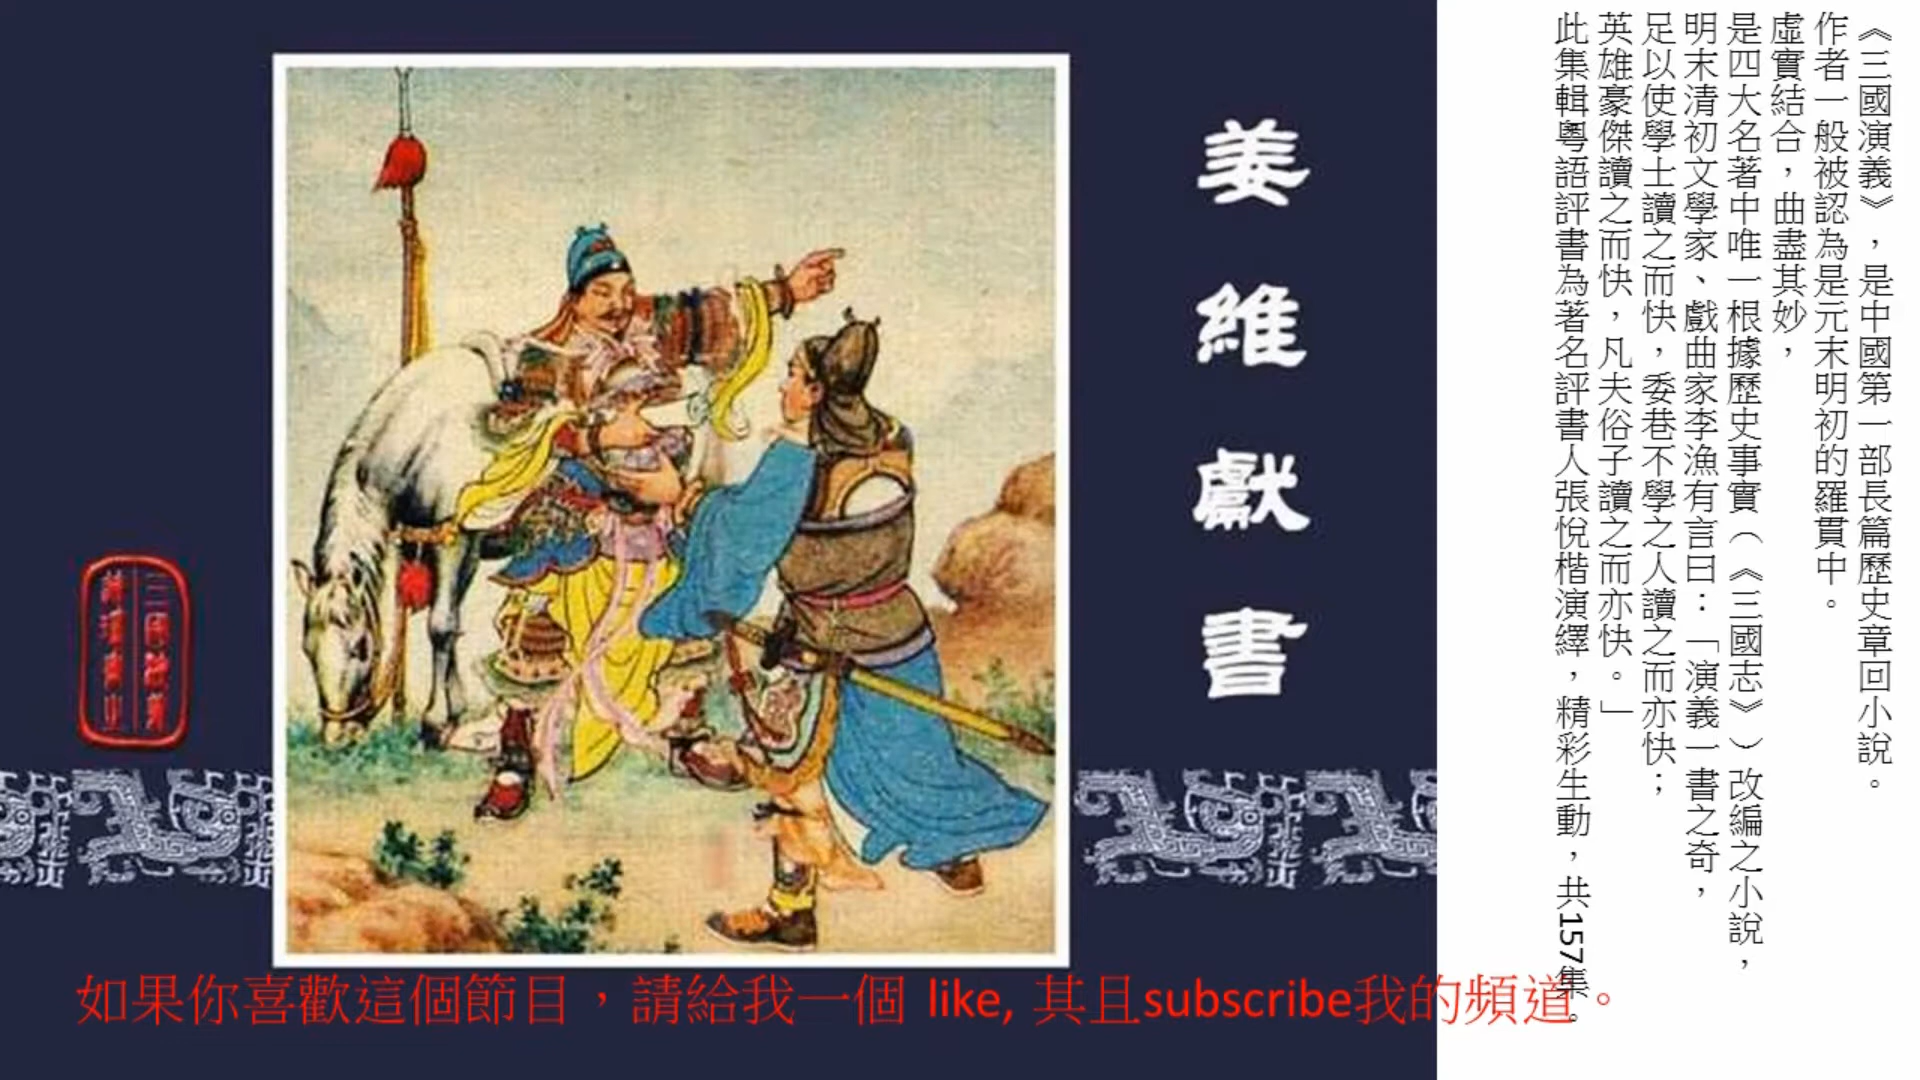 《三國演義》，是中國第一部長篇歷史章回小說。
作者一般被認為是元末明初的羅貫中。
虛實結合，曲盡其妙，
是四大名著中唯一根據歷史事實（《三國志》）改編之小說，
明末清初文學家、戲曲家李漁有言曰：「演義一書之奇，
足以使學士讀之而快，委巷不學之人讀之而亦快；
英雄豪傑讀之而快，凡夫俗子讀之而亦快。」
此集輯粵語評書為著名評書人張悅楷演繹，精彩生動，共157集。
姜維獻書
如果你喜歡這個節目，請給我一個 like, 其且subscribe我的頻道。